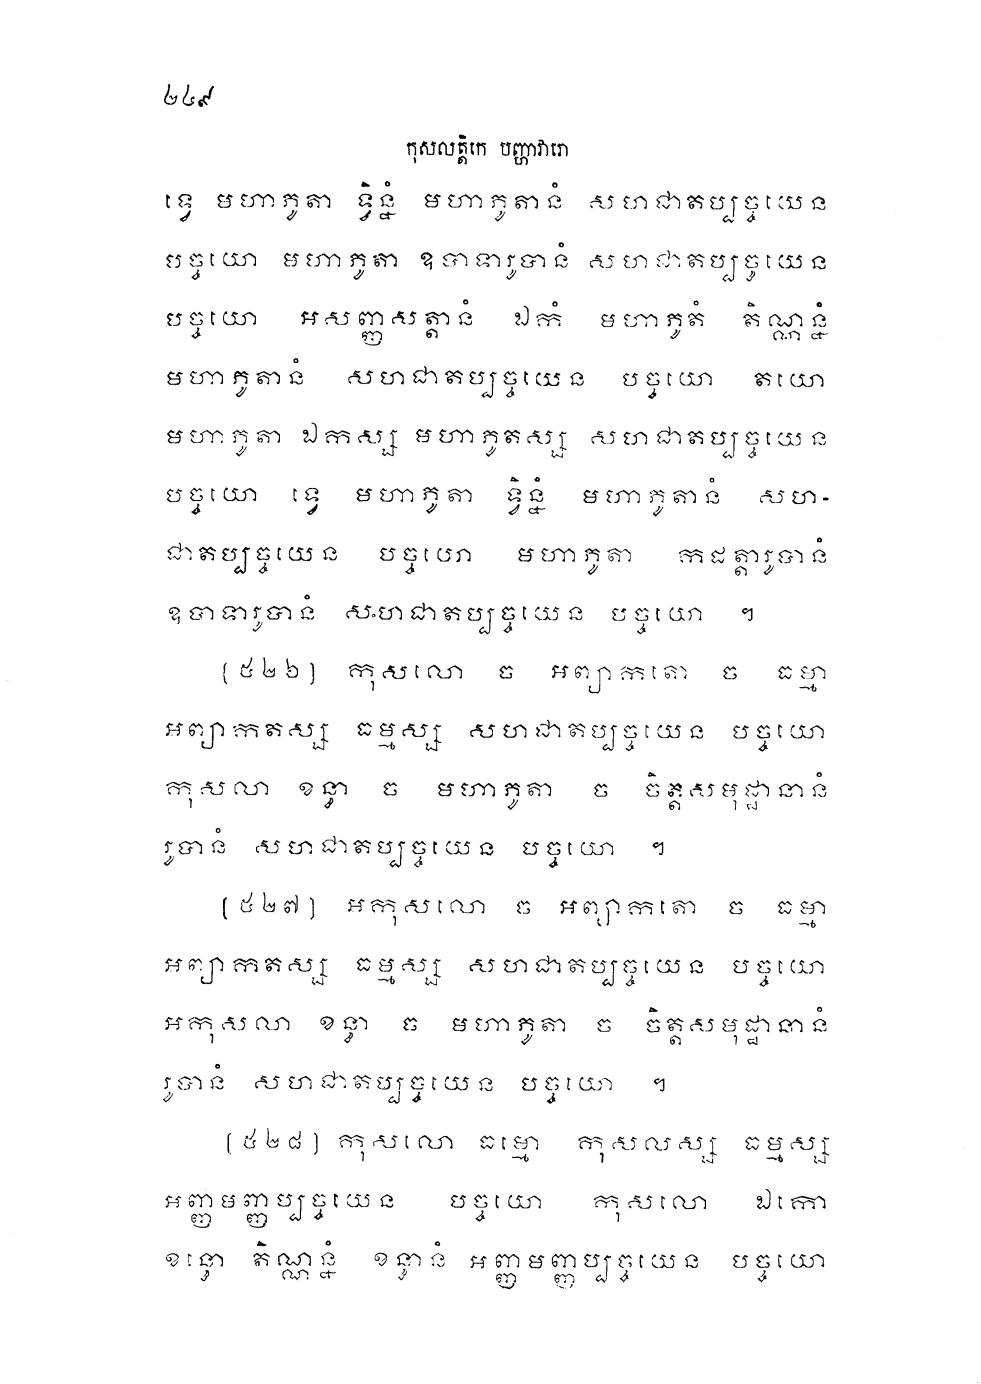 ២៤៩
កុសលត្តិកេ បញ្ហាវារោ
ទ្វេ មហាភូតា ទ្វិន្នំ មហាភូតានំ សហជាតប្បច្ចយេន
បច្ចយោ មហាភូតា ឧបាទារូបានំ សហជាតប្បច្ចយេន
បច្ចយោ អសញ្ញសត្តានំ ឯកំ មហាភូតំ តិណ្ណន្នំ
មហាភូតានំ សហជាតប្បច្ចយេន បច្ចយោ តយោ
មហាភូតា ឯកស្ស មហាភូតស្ស សហជាតប្បច្ចយេន
បច្ចយោ ទ្វេ មហាភូតា ទ្វិន្នំ មហាភូតានំ សហ-
ជាតប្បច្ចយេន បច្ចយោ មហាភូតា កដត្តារូបានំ
ឧបាទារូបានំ សហជាតប្បច្ចយេន បច្ចយោ ។
(៥២៦) កុសលោ ច អព្យាកតោ ច ធម្មា
អព្យាកតស្ស ធម្មស្ស សហជាតប្បច្ចយេន បច្ចយោ
កុសលា ខន្ធា ច មហាភូតា ច ចិត្តសមុដ្ឋានានំ
រូបានំ សហជាតប្បច្ចយេន បច្ចយោ ។
(៥២៧) អកុសលោ ច អព្យាកតោ ច ធម្មា
អព្យាកតស្ស ធម្មស្ស សហជាតប្បច្ចយេន បច្ចយោ
អកុសលា ខន្ធា ច មហាភូតា ច ចិត្តសមុដ្ឋានានំ
រូបានំ សហជាតប្បច្ចយេន បច្ចយោ ។
(៥២៨) កុសលោ ធម្មោ កុសលស្ស ធម្មស្ស
អញ្ញមញ្ញប្បច្ចយេន បច្ចយោ កុសលោ ឯកោ
ខន្ធោ តិណ្ណន្នំ ខន្ធានំ អញ្ញមញ្ញប្បច្ចយេន បច្ចយោ